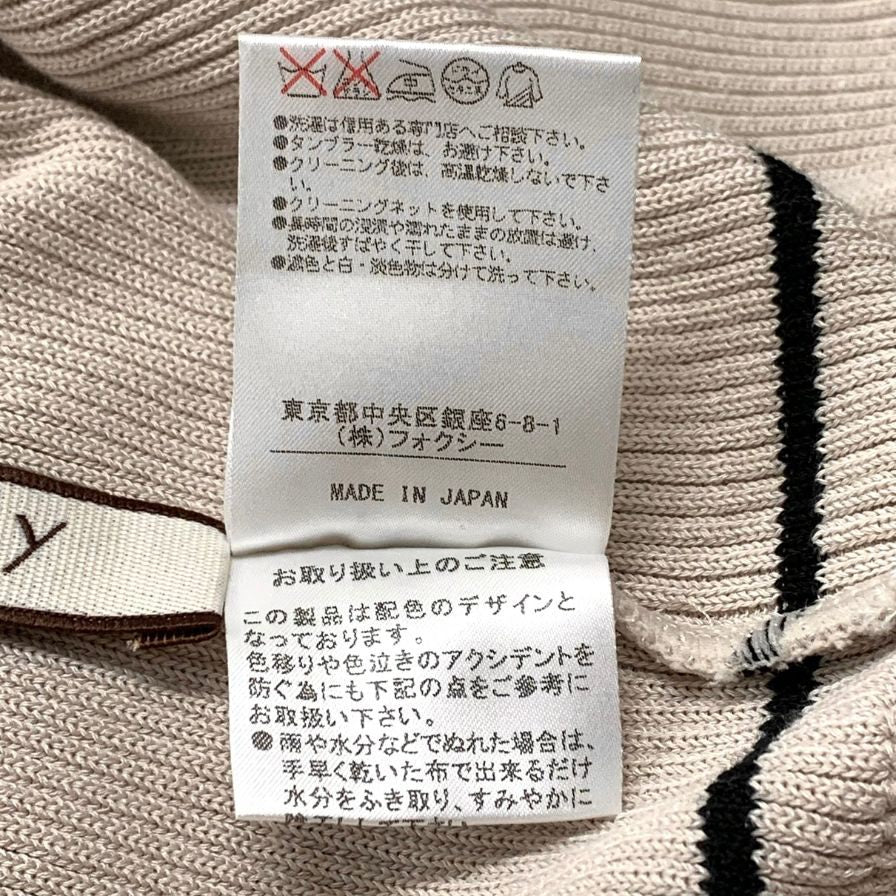 ●洗濯は信用ある専門店へご相談下さい。
●タンブラー乾燥は、お避け下さい。
●クリーニング後は、高温乾燥しないで下さ
い。
●クリーニングネットを使用して下さい。
●長時間の浸漬や濡れたままの放置は避け、
洗濯後すばやく干して下さい。
●濃色と白・淡色物は分けて洗って下さい。
東京都中央区銀座6-8-1
(株)フォクシー
MADE IN JAPAN
y
お取り扱い上のご注意
この製品は配色のデザインと
なっております。
色移りや色泣きのアクシデントを
防ぐ為にも下記の点をご参考に
お取扱い下さい。
● 雨や水分などでぬれた場合は、
手早く乾いた布で出来るだけ
水分をふき取り、すみやかに